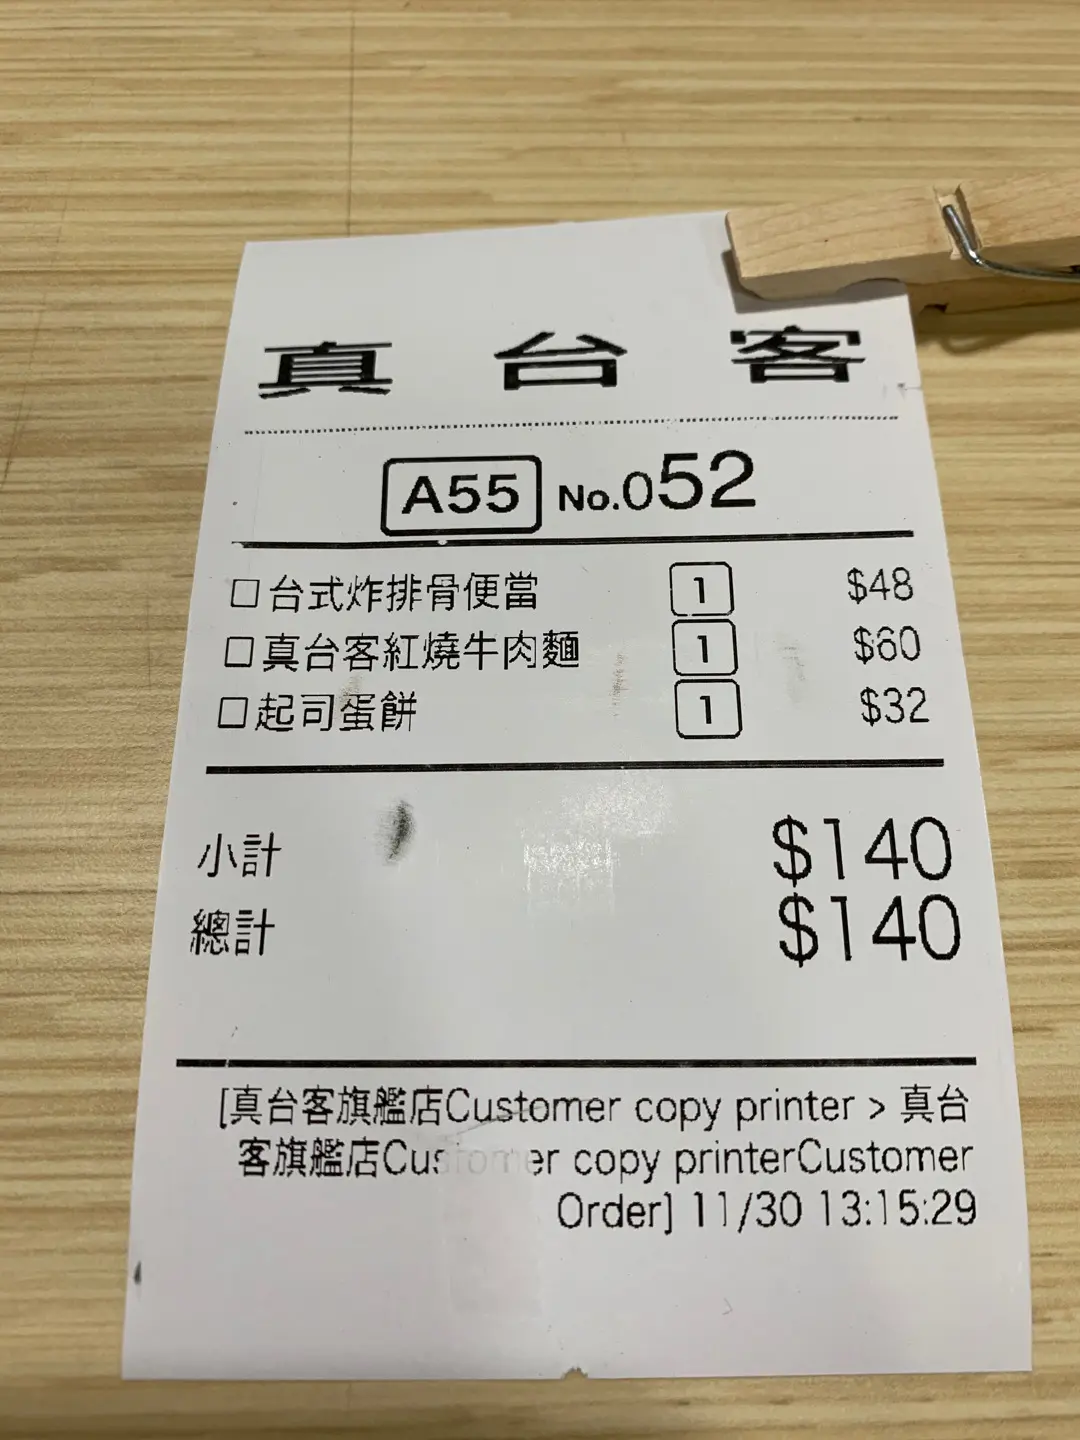 真台客
A55 No.052
□台式炸排骨便當 1 $48
□真台客紅燒牛肉麵 1 $60
□起司蛋餅 1 $32
小計 $140
總計 $140
[真台客旗艦店Customer copy printer > 真台
客旗艦店Customer copy printerCustomer
Order] 11/30 13:15:29